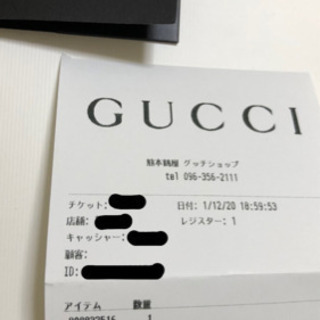 GUCCI
熊本鶴屋 グッチショップ
tel 096-356-2111
チケット:
日付: 1/12/20 18:59:53
店舗:
レジスター: 1
キャッシャー:
顧客:
ID:
アイテム 数量